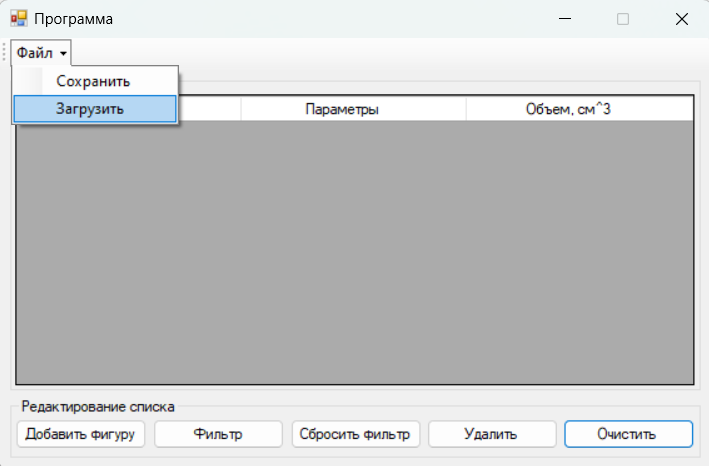 Программа
Файл
Сохранить
Загрузить
Параметры Объем, см^3
Редактирование списка
Добавить фигуру Фильтр Сбросить фильтр Удалить Очистить